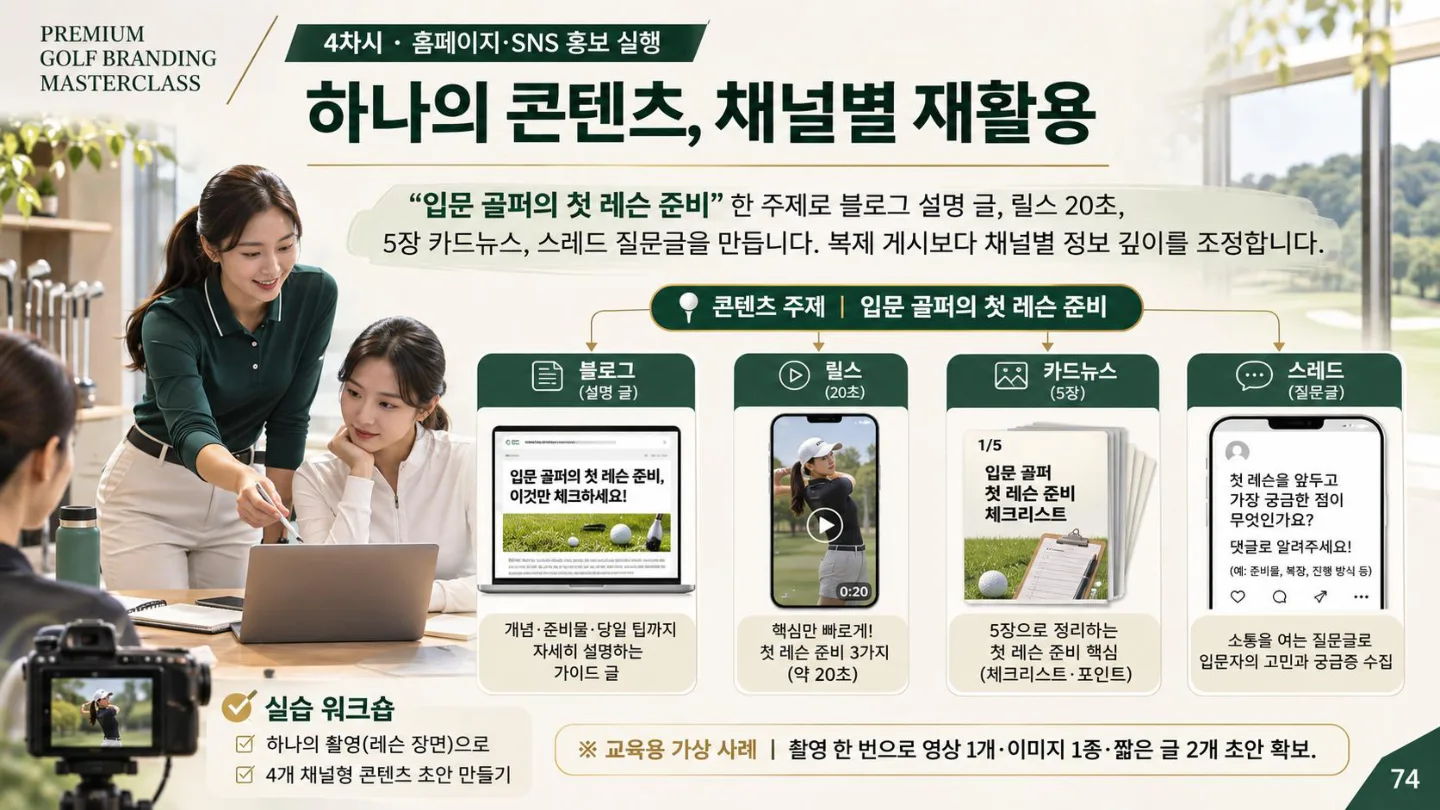 PREMIUM
GOLF BRANDING
MASTERCLASS
4차시 · 홈페이지·SNS 홍보 실행
하나의 콘텐츠, 채널별 재활용
“입문 골퍼의 첫 레슨 준비” 한 주제로 블로그 설명 글, 릴스 20초,
5장 카드뉴스, 스레드 질문글을 만듭니다. 복제 게시보다 채널별 정보 깊이를 조정합니다.
콘텐츠 주제 | 입문 골퍼의 첫 레슨 준비
블로그
(설명 글)
입문 골퍼의 첫 레슨 준비,
이것만 체크하세요!
개념·준비물·당일 팁까지
자세히 설명하는
가이드 글
릴스
(20초)
0:20
핵심만 빠르게!
첫 레슨 준비 3가지
(약 20초)
카드뉴스
(5장)
1/5
입문 골퍼
첫 레슨 준비
체크리스트
5장으로 정리하는
첫 레슨 준비 핵심
(체크리스트·포인트)
스레드
(질문글)
첫 레슨을 앞두고
가장 궁금한 점이
무엇인가요?
댓글로 알려주세요!
(예: 준비물, 복장, 진행 방식 등)
소통을 여는 질문글로
입문자의 고민과 궁금증 수집
실습 워크숍
하나의 촬영(레슨 장면)으로
4개 채널형 콘텐츠 초안 만들기
※ 교육용 가상 사례 | 촬영 한 번으로 영상 1개·이미지 1종·짧은 글 2개 초안 확보.
74